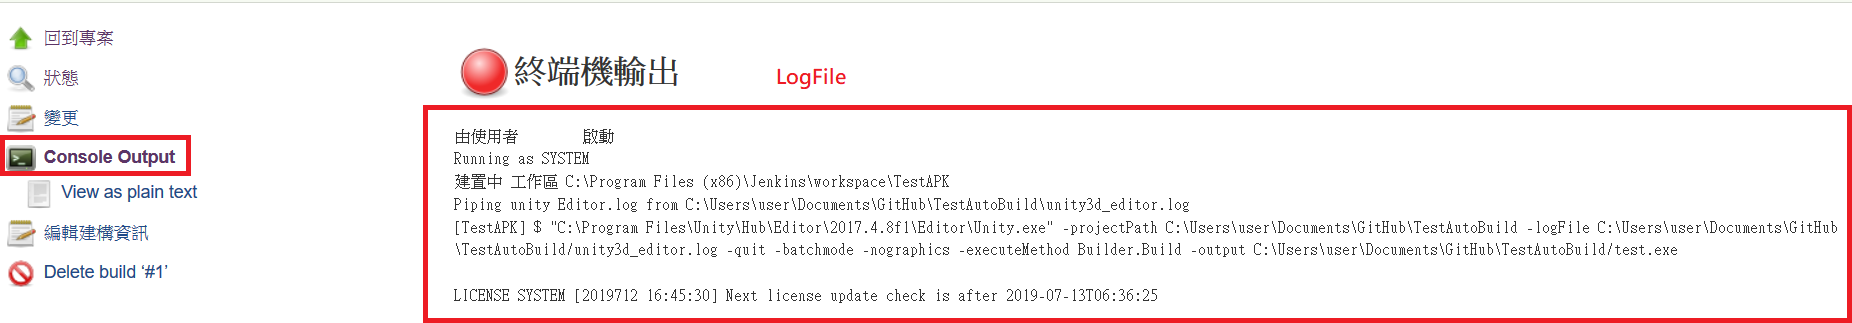 回到專案
狀態
變更
Console Output
View as plain text
編輯建構資訊
Delete build ‘#1’
終端機輸出
LogFile
由使用者 啟動
Running as SYSTEM
建置中 工作區 C:\Program Files (x86)\Jenkins\workspace\TestAPK
Piping unity Editor.log from C:\Users\user\Documents\GitHub\TestAutoBuild\unity3d_editor.log
[TestAPK] $ "C:\Program Files\Unity\Hub\Editor\2017.4.8f1\Editor\Unity.exe" -projectPath C:\Users\user\Documents\GitHub\TestAutoBuild -logFile C:\Users\user\Documents\GitHub
\TestAutoBuild/unity3d_editor.log -quit -batchmode -nographics -executeMethod Builder.Build -output C:\Users\user\Documents\GitHub\TestAutoBuild/test.exe
LICENSE SYSTEM [2019712 16:45:30] Next license update check is after 2019-07-13T06:36:25